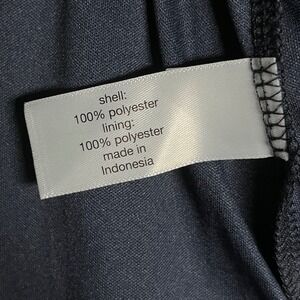 shell:
100% polyester
lining:
100% polyester
made in
Indonesia